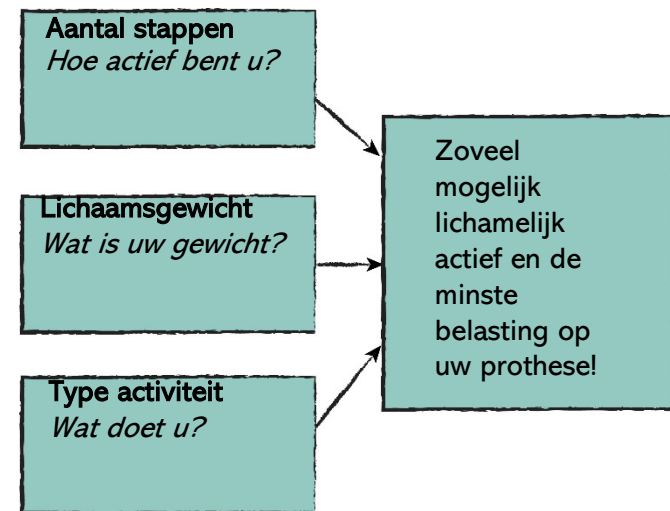 Aantal stappen
Hoe actief bent u?
Lichaamsgewicht
Wat is uw gewicht?
Type activiteit
Wat doet u?
Zoveel
mogelijk
lichamelijk
actief en de
minste
belasting op
uw prothese!